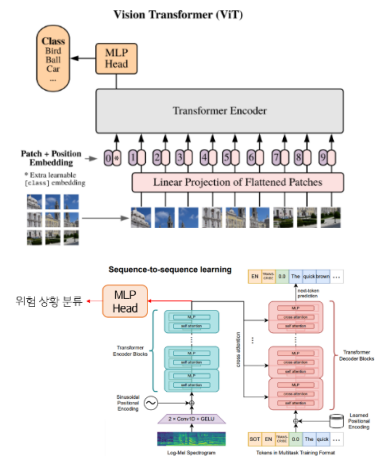 Vision Transformer (ViT)
Class
Bird
Ball
Car
...
MLP
Head
Transformer Encoder
Patch + Position
Embedding
* Extra learnable
[class] embedding
0 * 1 2 3 4 5 6 7 8 9
Linear Projection of Flattened Patches
Sequence-to-sequence learning
EN 0.0 The quick brown ...
next-token
prediction
위험 상황 분류
MLP
Head
MLP
self attention
MLP
self attention
MLP
self attention
Transformer
Encoder Blocks
cross attention
MLP
cross attention
self attention
MLP
cross attention
self attention
MLP
cross attention
self attention
Transformer
Decoder Blocks
Sinusoidal
Positional
Encoding
2 × Conv1D + GELU
Log-Mel Spectrogram
Learned
Positional
Encoding
SOT EN 0.0 The quick ...
Tokens in Multitask Training Format